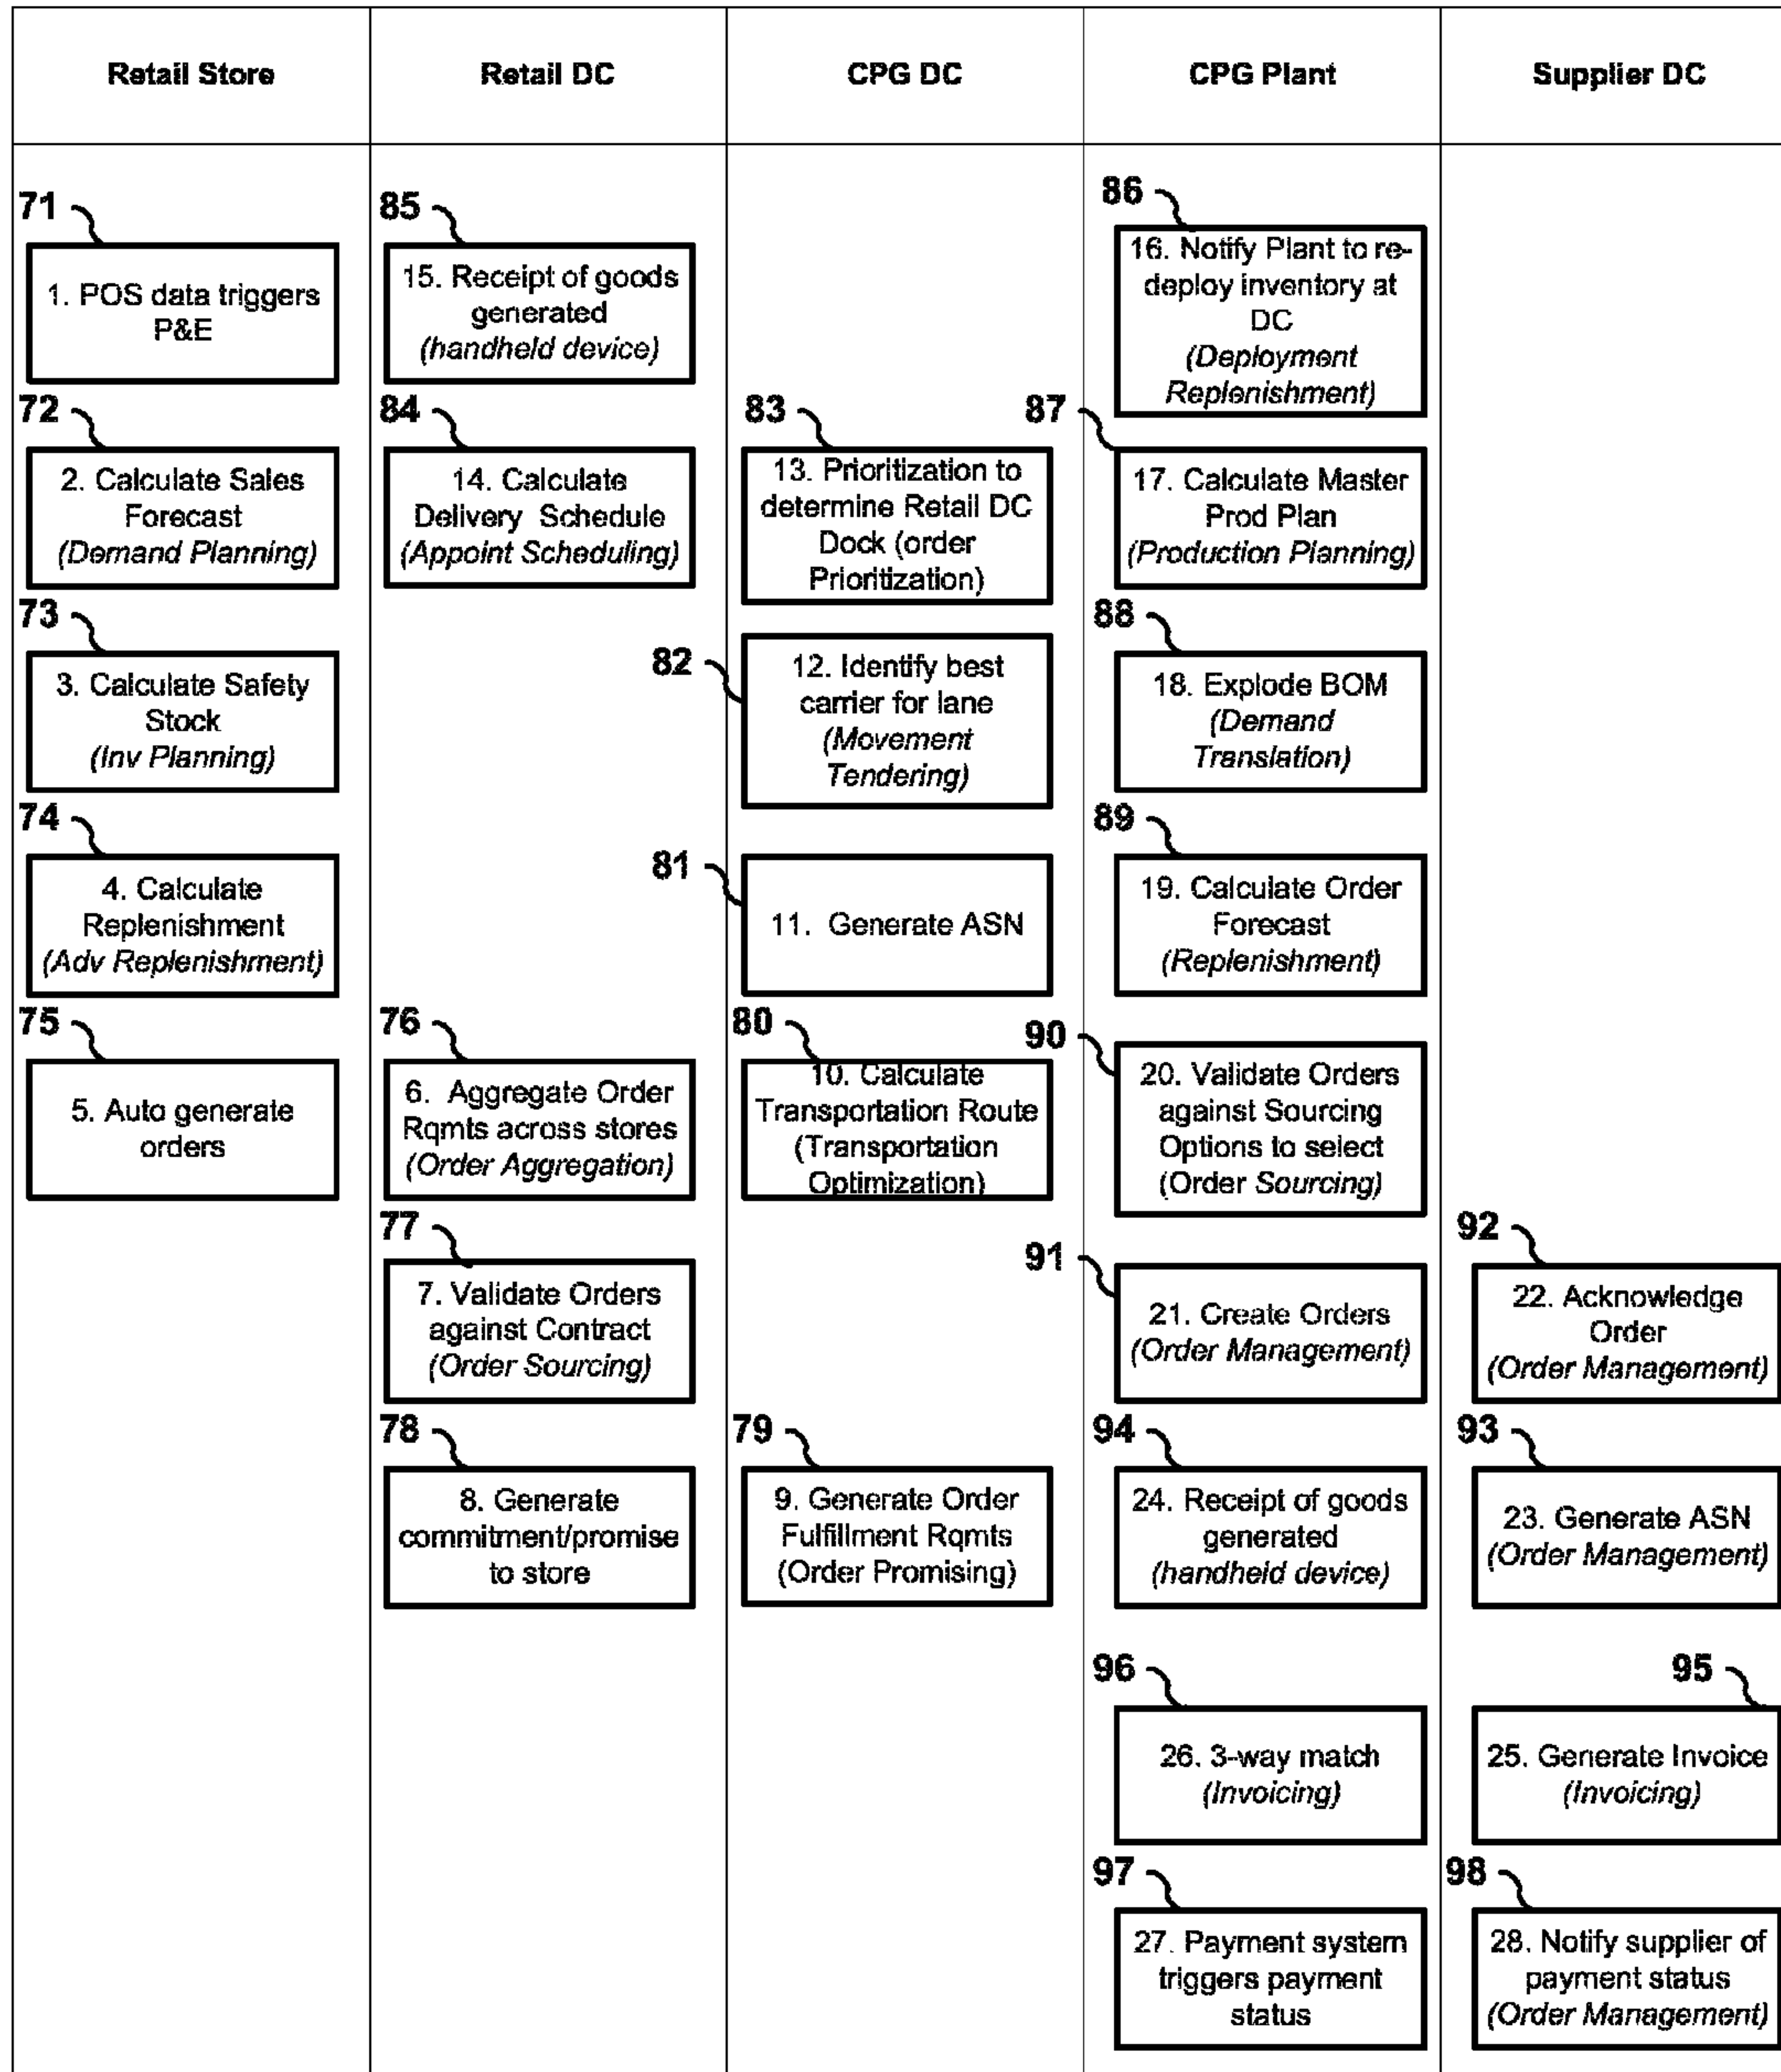 Retail Store
Retail DC
CPG DC
CPG Plant
Supplier DC
71
1. POS data triggers
P&E
72
2. Calculate Sales
Forecast
(Demand Planning)
73
3. Calculate Safety
Stock
(Inv Planning)
74
4. Calculate
Replenishment
(Adv Replenishment)
75
5. Auto generate
orders
85
15. Receipt of goods
generated
(handheld device)
84
14. Calculate
Delivery Schedule
(Appoint Scheduling)
76
6. Aggregate Order
Rqmts across stores
(Order Aggregation)
77
7. Validate Orders
against Contract
(Order Sourcing)
78
8. Generate
commitment/promise
to store
83
13. Prioritization to
determine Retail DC
Dock (order
Prioritization)
82
12. Identify best
carrier for lane
(Movement
Tendering)
81
11. Generate ASN
80
10. Calculate
Transportation Route
(Transportation
Optimization)
79
9. Generate Order
Fulfillment Rqmts
(Order Promising)
86
16. Notify Plant to re-
deploy inventory at
DC
(Deployment
Replenishment)
87
17. Calculate Master
Prod Plan
(Production Planning)
88
18. Explode BOM
(Demand
Translation)
89
19. Calculate Order
Forecast
(Replenishment)
90
20. Validate Orders
against Sourcing
Options to select
(Order Sourcing)
91
21. Create Orders
(Order Management)
94
24. Receipt of goods
generated
(handheld device)
96
26. 3-way match
(Invoicing)
97
27. Payment system
triggers payment
status
92
22. Acknowledge
Order
(Order Management)
93
23. Generate ASN
(Order Management)
95
25. Generate Invoice
(Invoicing)
98
28. Notify supplier of
payment status
(Order Management)